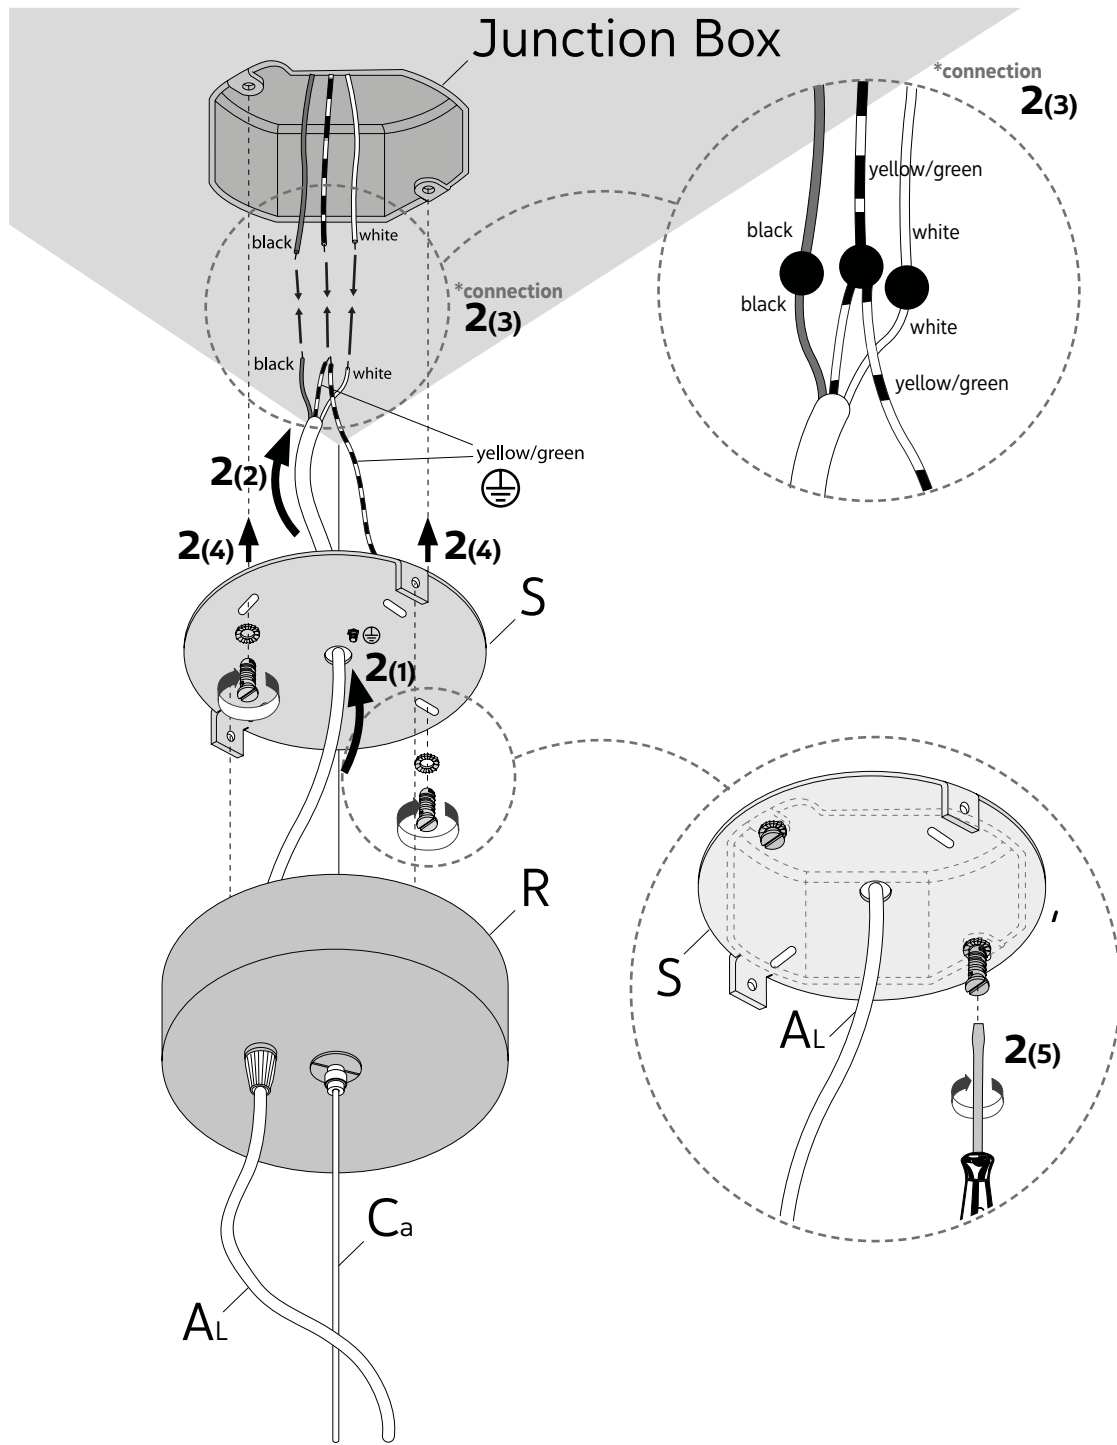 Junction Box
*connection
2(3)
yellow/green
black
white
black
white
yellow/green
black
white
*connection
2(3)
black
white
yellow/green
2(2)
2(4)
2(4)
S
2(1)
R
S
AL
2(5)
Ca
AL